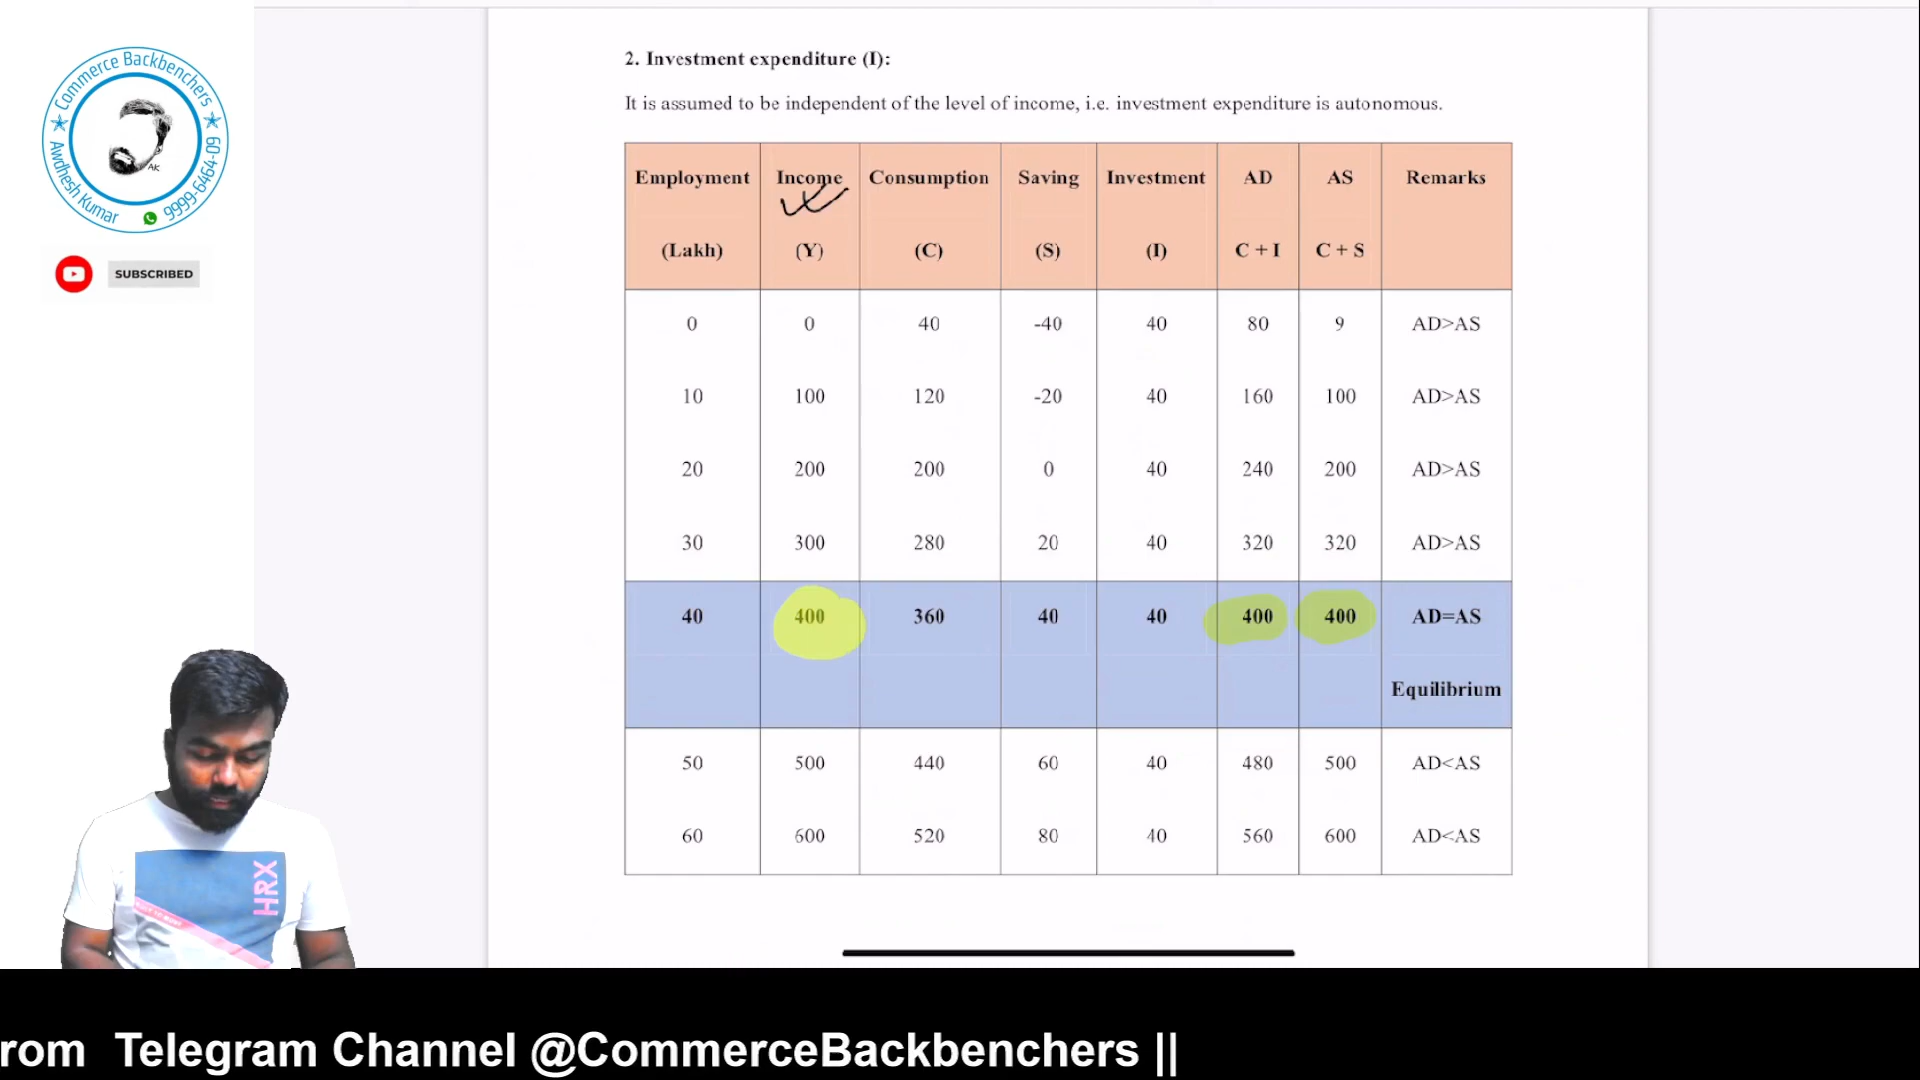 Commerce Backbenchers
AK
Awdhesh Kumar
9999-6464-09
SUBSCRIBED
2. Investment expenditure (I):
It is assumed to be independent of the level of income, i.e. investment expenditure is autonomous.
Employment Income Consumption Saving Investment AD AS Remarks
(Lakh) (Y) (C) (S) (I) C + I C + S
0 0 40 -40 40 80 9 AD>AS
10 100 120 -20 40 160 100 AD>AS
20 200 200 0 40 240 200 AD>AS
30 300 280 20 40 320 320 AD>AS
40 400 360 40 40 400 400 AD=AS
Equilibrium
50 500 440 60 40 480 500 AD<AS
60 600 520 80 40 560 600 AD<AS
HRX
rom Telegram Channel @CommerceBackbenchers ||